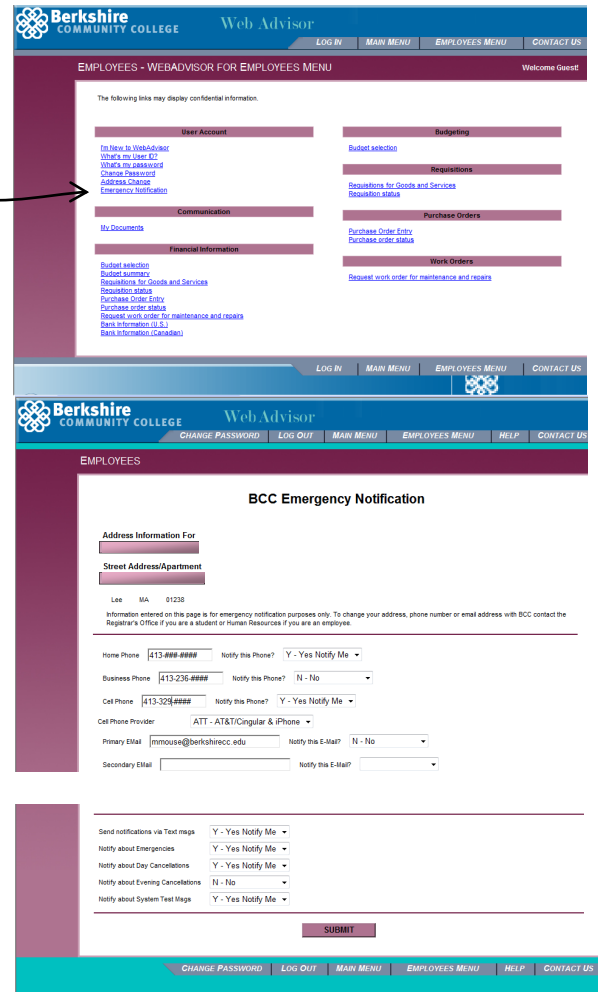 Berkshire
COMMUNITY COLLEGE
Web Advisor
LOG IN MAIN MENU EMPLOYEES MENU CONTACT US
EMPLOYEES - WEBADVISOR FOR EMPLOYEES MENU Welcome Guest!
The following links may display confidential information.
User Account
I'm New to WebAdvisor
What's my User ID?
What's my password
Change Password
Address Change
Emergency Notification
Communication
My Documents
Financial Information
Budget selection
Budget summary
Requisitions for Goods and Services
Requisition status
Purchase Order Entry
Purchase order status
Request work order for maintenance and repairs
Bank Information (U.S.)
Bank Information (Canadian)
Budgeting
Budget selection
Requisitions
Requisitions for Goods and Services
Requisition status
Purchase Orders
Purchase Order Entry
Purchase order status
Work Orders
Request work order for maintenance and repairs
LOG IN MAIN MENU EMPLOYEES MENU CONTACT US
Berkshire
COMMUNITY COLLEGE
Web Advisor
CHANGE PASSWORD LOG OUT MAIN MENU EMPLOYEES MENU HELP CONTACT US
EMPLOYEES
BCC Emergency Notification
Address Information For
Street Address/Apartment
Lee MA 01238
Information entered on this page is for emergency notification purposes only. To change your address, phone number or email address with BCC contact the
Registrar's Office if you are a student or Human Resources if you are an employee.
Home Phone 413-###-#### Notify this Phone? Y - Yes Notify Me
Business Phone 413-236-#### Notify this Phone? N - No
Cell Phone 413-329-#### Notify this Phone? Y - Yes Notify Me
Cell Phone Provider ATT - AT&T/Cingular & iPhone
Primary EMail mmouse@berkshirecc.edu Notify this E-Mail? N - No
Secondary EMail Notify this E-Mail?
Send notifications via Text msgs Y - Yes Notify Me
Notify about Emergencies Y - Yes Notify Me
Notify about Day Cancellations Y - Yes Notify Me
Notify about Evening Cancellations N - No
Notify about System Test Msgs Y - Yes Notify Me
SUBMIT
CHANGE PASSWORD LOG OUT MAIN MENU EMPLOYEES MENU HELP CONTACT US